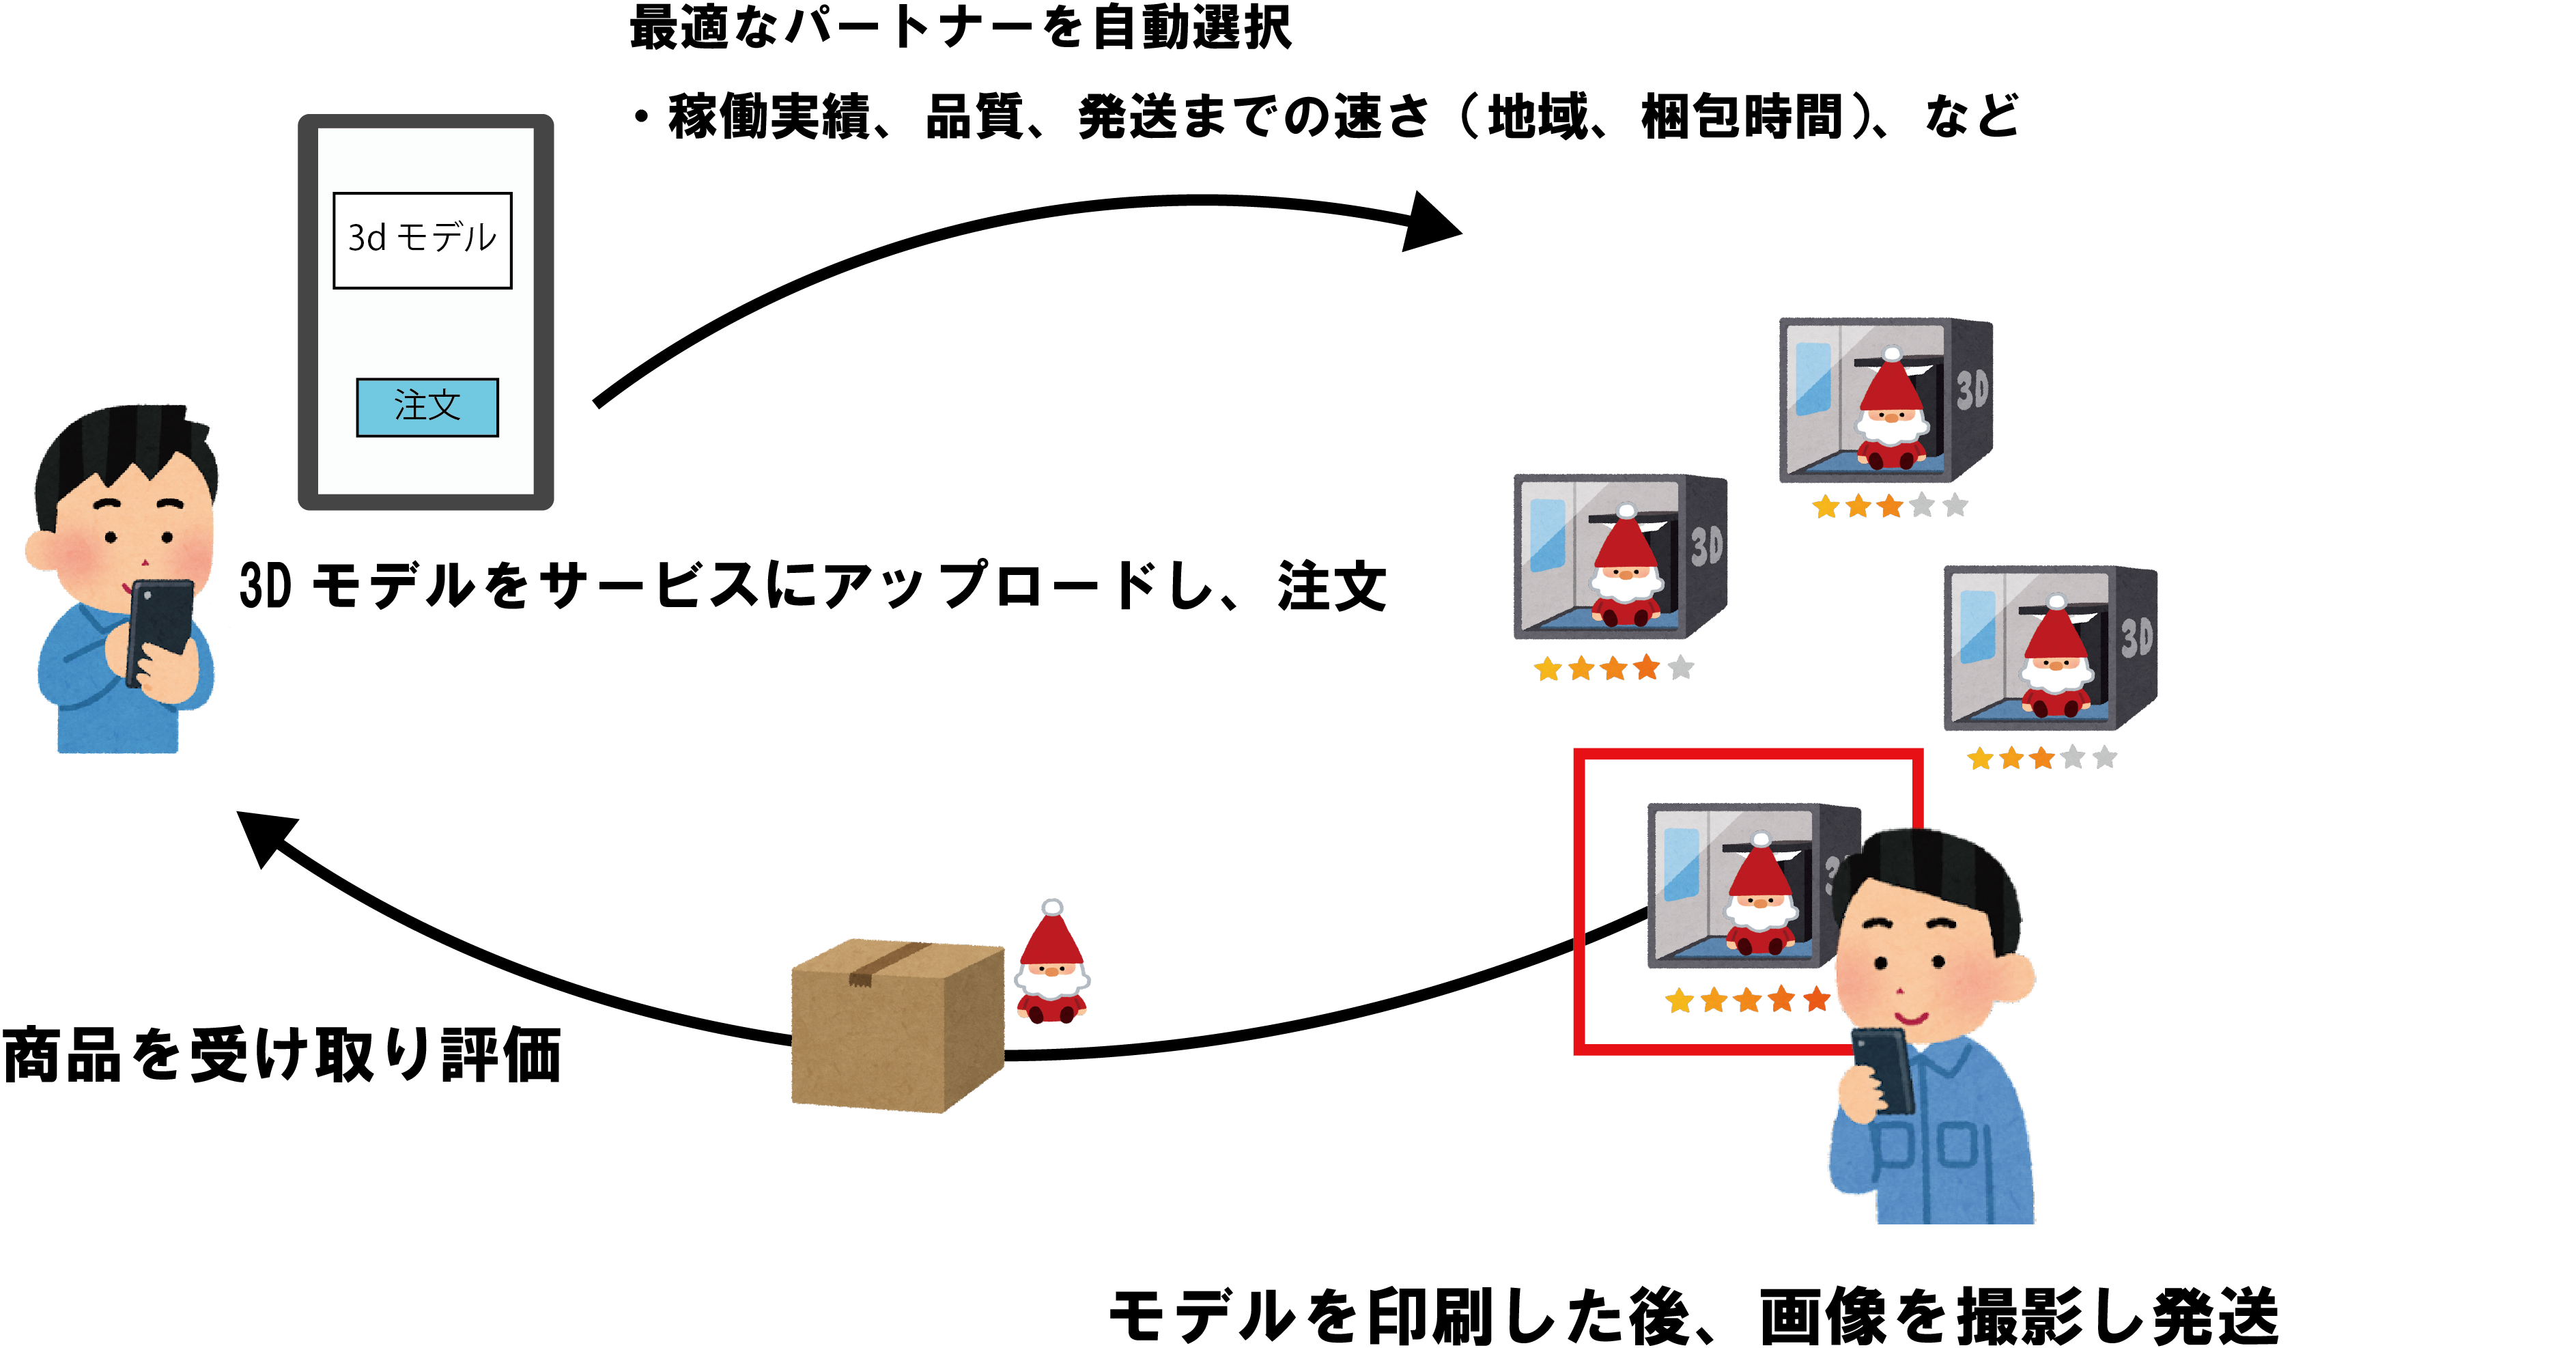 最適なパートナーを自動選択
・稼働実績、品質、発送までの速さ（地域、梱包時間）、など
3d モデル
注文
3D モデルをサービスにアップロードし、注文
3D
3D
3D
3
商品を受け取り評価
モデルを印刷した後、画像を撮影し発送